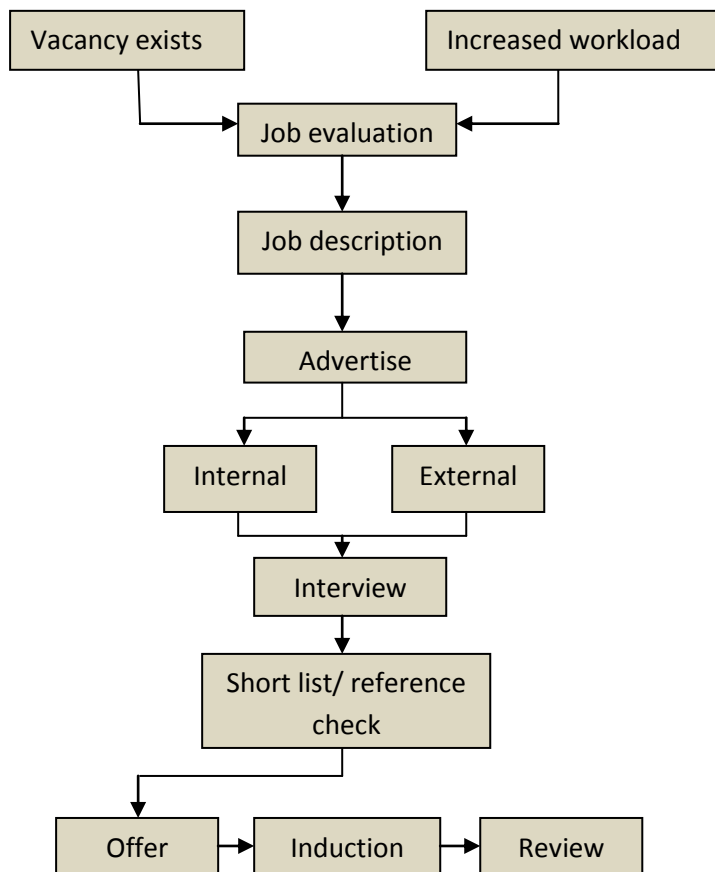 Vacancy exists
Increased workload
Job evaluation
Job description
Advertise
Internal
External
Interview
Short list/ reference
check
Offer
Induction
Review